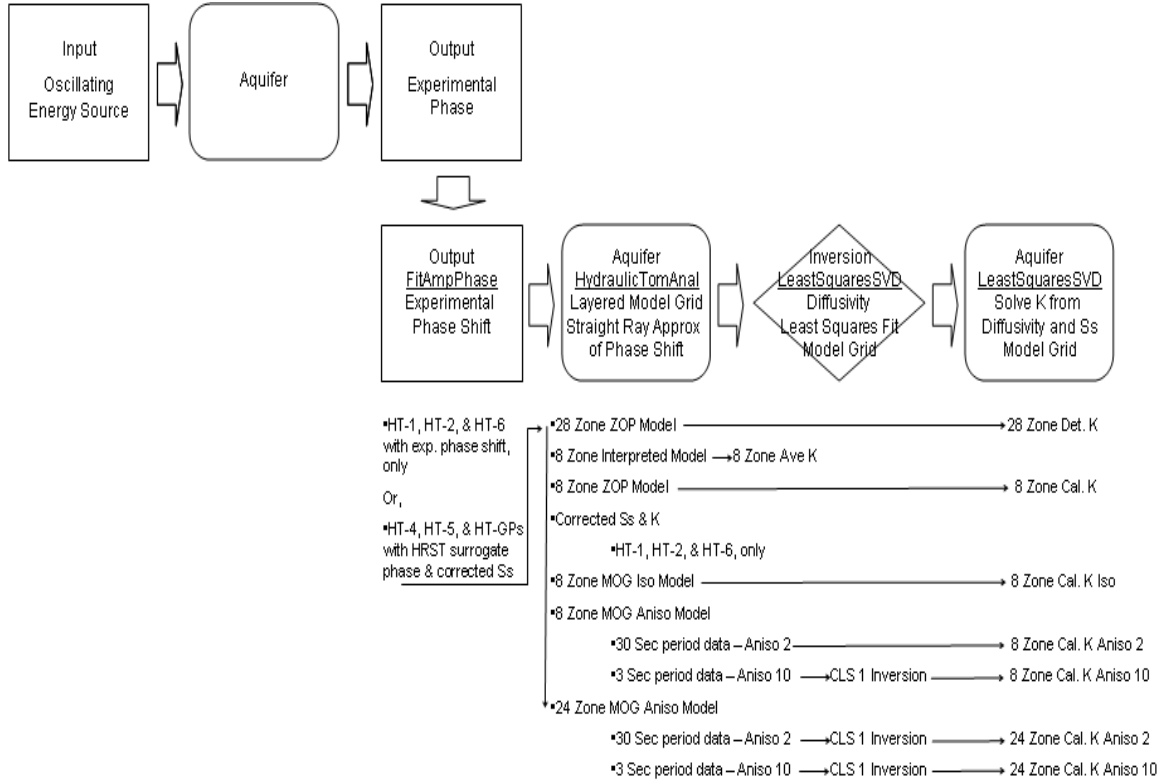 Input
Oscillating
Energy Source
Aquifer
Output
Experimental
Phase
Output
FitAmpPhase
Experimental
Phase Shift
Aquifer
HydraulicTomAnal
Layered Model Grid
Straight Ray Approx
of Phase Shift
Inversion
LeastSquaresSVD
Diffusivity
Least Squares Fit
Model Grid
Aquifer
LeastSquaresSVD
Solve K from
Diffusivity and Ss
Model Grid
▪HT-1, HT-2, & HT-6
with exp. phase shift,
only
Or,
▪HT-4, HT-5, & HT-GPs
with HRST surrogate
phase & corrected Ss
▪28 Zone ZOP Model 28 Zone Det. K
▪8 Zone Interpreted Model 8 Zone Ave K
▪8 Zone ZOP Model 8 Zone Cal. K
▪Corrected Ss & K
▪HT-1, HT-2, & HT-6, only
▪8 Zone MOG Iso Model 8 Zone Cal. K Iso
▪8 Zone MOG Aniso Model
▪30 Sec period data – Aniso 2 8 Zone Cal. K Aniso 2
▪3 Sec period data – Aniso 10 CLS 1 Inversion 8 Zone Cal. K Aniso 10
▪24 Zone MOG Aniso Model
▪30 Sec period data – Aniso 2 CLS 1 Inversion 24 Zone Cal. K Aniso 2
▪3 Sec period data – Aniso 10 CLS 1 Inversion 24 Zone Cal. K Aniso 10